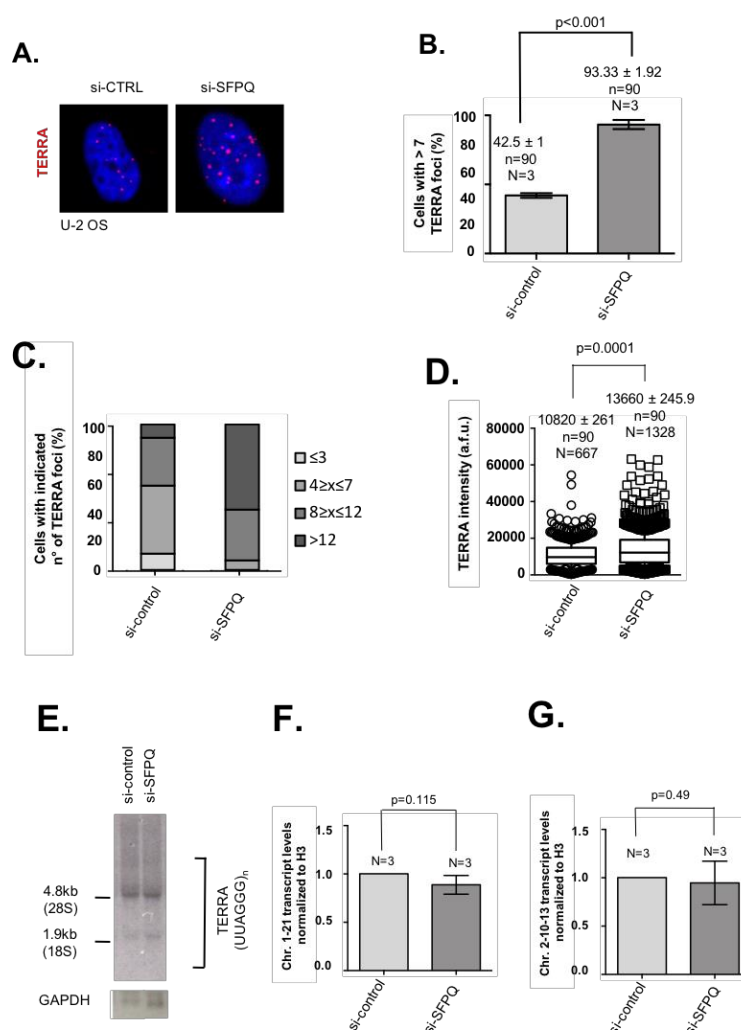 A.
si-CTRL
si-SFPQ
TERRA
U-2 OS
B.
p<0.001
93.33 ± 1.92
n=90
N=3
42.5 ± 1
n=90
N=3
Cells with > 7
TERRA foci (%)
100
80
60
40
20
0
si-control
si-SFPQ
C.
Cells with indicated
n° of TERRA foci (%)
100
80
60
40
20
0
si-control
si-SFPQ
≤3
4≥x≤7
8≥x≤12
>12
D.
p=0.0001
13660 ± 245.9
n=90
N=1328
10820 ± 261
n=90
N=667
TERRA intensity (a.f.u.)
80000
60000
40000
20000
0
si-control
si-SFPQ
E.
si-control
si-SFPQ
4.8kb
(28S)
1.9kb
(18S)
TERRA
(UUAGGG)n
GAPDH
F.
p=0.115
N=3
N=3
Chr. 1-21 transcript levels
normalized to H3
1.5
1.0
0.5
0.0
si-control
si-SFPQ
G.
p=0.49
N=3
N=3
Chr. 2-10-13 transcript levels
normalized to H3
1.5
1.0
0.5
0.0
si-control
si-SFPQ